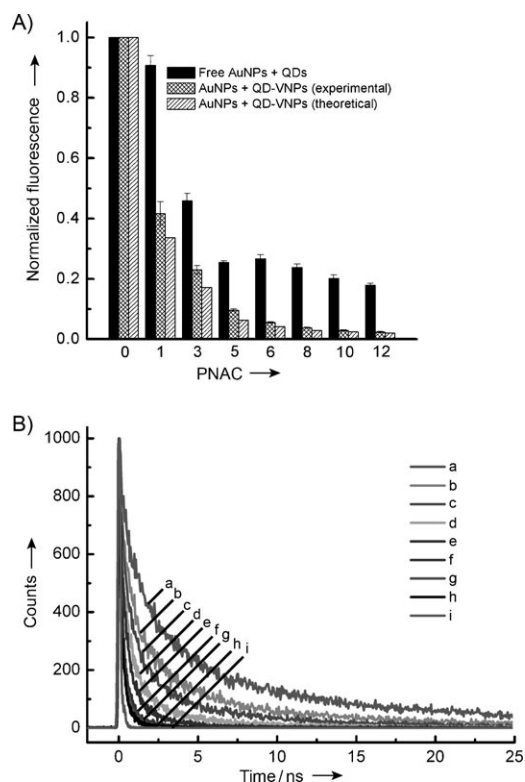 A)
1.0
0.8
0.6
0.4
0.2
0.0
Normalized fluorescence →
Free AuNPs + QDs
AuNPs + QD-VNPs (experimental)
AuNPs + QD-VNPs (theoretical)
0 1 3 5 6 8 10 12
PNAC →
B)
1000
800
600
400
200
0
Counts →
a
b
c
d
e
f
g
h
i
a b c d e f g h i
0 5 10 15 20 25
Time / ns →